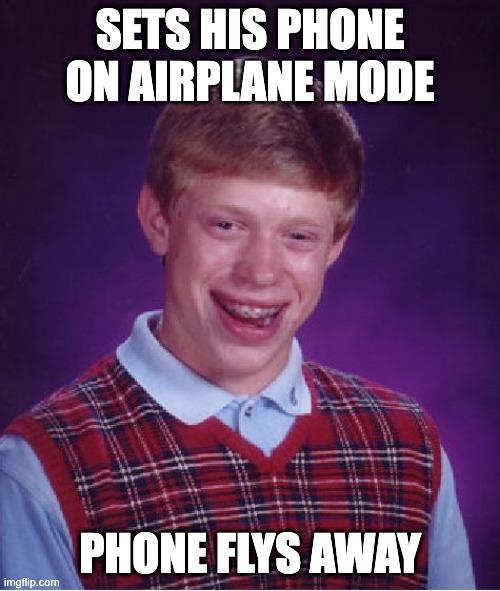 SETS HIS PHONE
ON AIRPLANE MODE
PHONE FLYS AWAY
imgflip.com